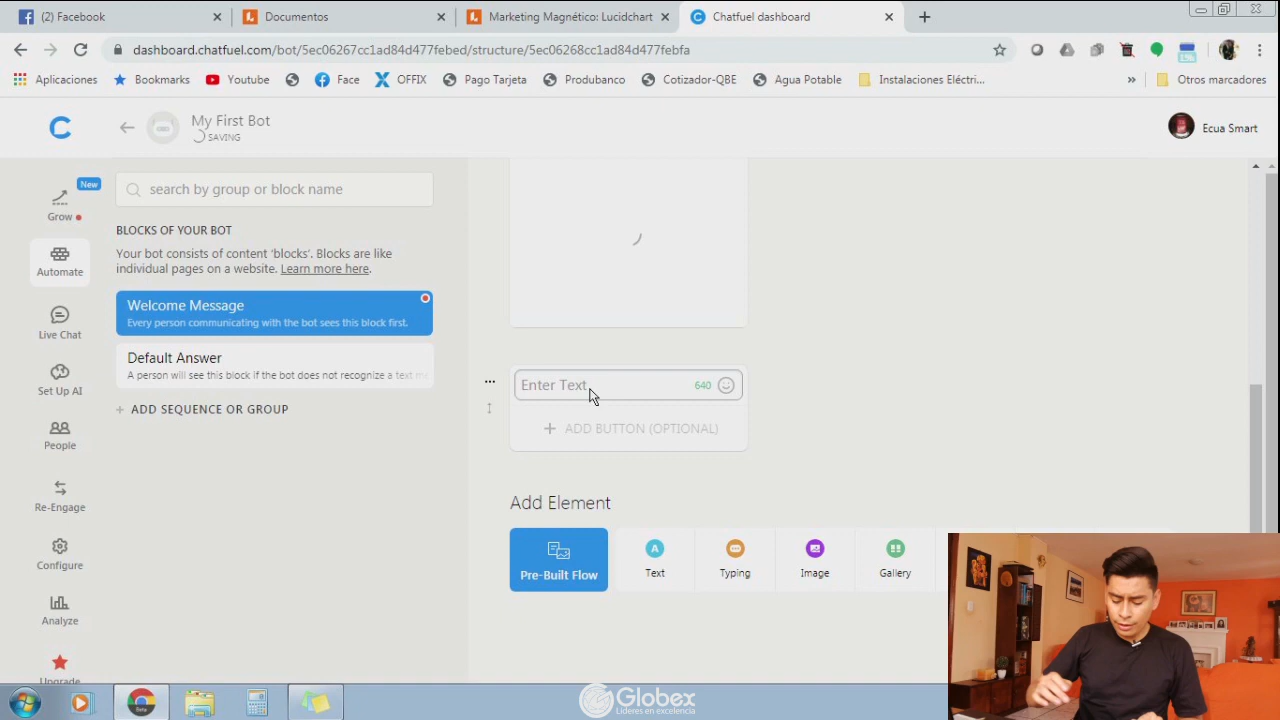 (2) Facebook
Documentos
Marketing Magnético: Lucidchart
Chatfuel dashboard
dashboard.chatfuel.com/bot/5ec06267cc1ad84d477febed/structure/5ec06268cc1ad84d477febfa
Aplicaciones
Bookmarks
Youtube
Face
OFFIX
Pago Tarjeta
Produbanco
Cotizador-QBE
Agua Potable
Instalaciones Eléctri...
»
Otros marcadores
My First Bot
SAVING
Ecua Smart
New
Grow
Automate
Live Chat
Set Up AI
People
Re-Engage
Configure
Analyze
Upgrade
search by group or block name
BLOCKS OF YOUR BOT
Your bot consists of content ‘blocks’. Blocks are like
individual pages on a website. Learn more here.
Welcome Message
Every person communicating with the bot sees this block first.
Default Answer
A person will see this block if the bot does not recognize a text me
+ ADD SEQUENCE OR GROUP
Enter Text
640
+ ADD BUTTON (OPTIONAL)
Add Element
Pre-Built Flow
A
Text
Typing
Image
Gallery
Globex
Líderes en excelencia